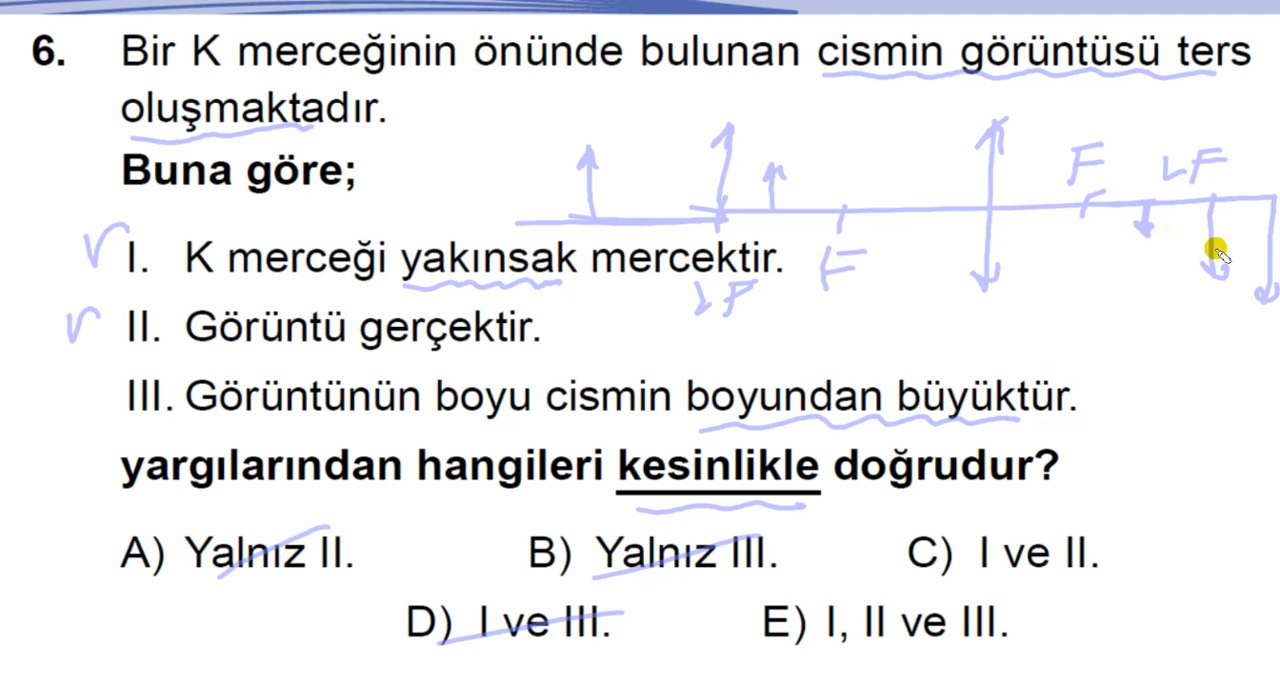 6. Bir K merceğinin önünde bulunan cismin görüntüsü ters
oluşmaktadır.
Buna göre;
F 2F
I. K merceği yakınsak mercektir.
F
2F
II. Görüntü gerçektir.
III. Görüntünün boyu cismin boyundan büyüktür.
yargılarından hangileri kesinlikle doğrudur?
A) Yalnız II. B) Yalnız III. C) I ve II.
D) I ve III. E) I, II ve III.